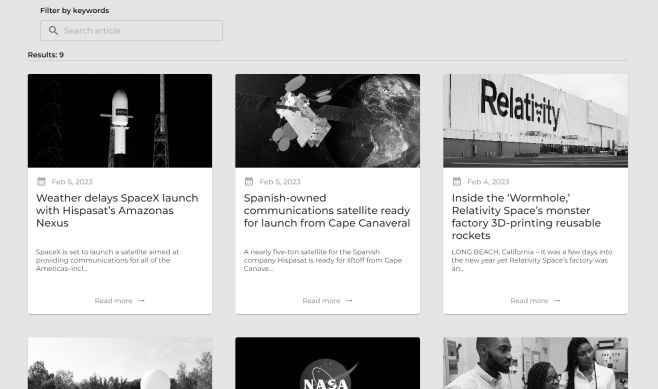 Filter by keywords
Search article
Results: 9
Relativity
Feb 5, 2023
Weather delays SpaceX launch
with Hispasat’s Amazonas
Nexus
SpaceX is set to launch a satellite aimed at
providing communications for all of the
Americas–incl...
Read more →
Feb 5, 2023
Spanish-owned
communications satellite ready
for launch from Cape Canaveral
A nearly five-ton satellite for the Spanish
company Hispasat is ready for liftoff from Cape
Canave...
Read more →
Feb 4, 2023
Inside the ‘Wormhole,’
Relativity Space’s monster
factory 3D-printing reusable
rockets
LONG BEACH, California – It was a few days into
the new year yet Relativity Space’s factory was
an...
Read more →
NASA